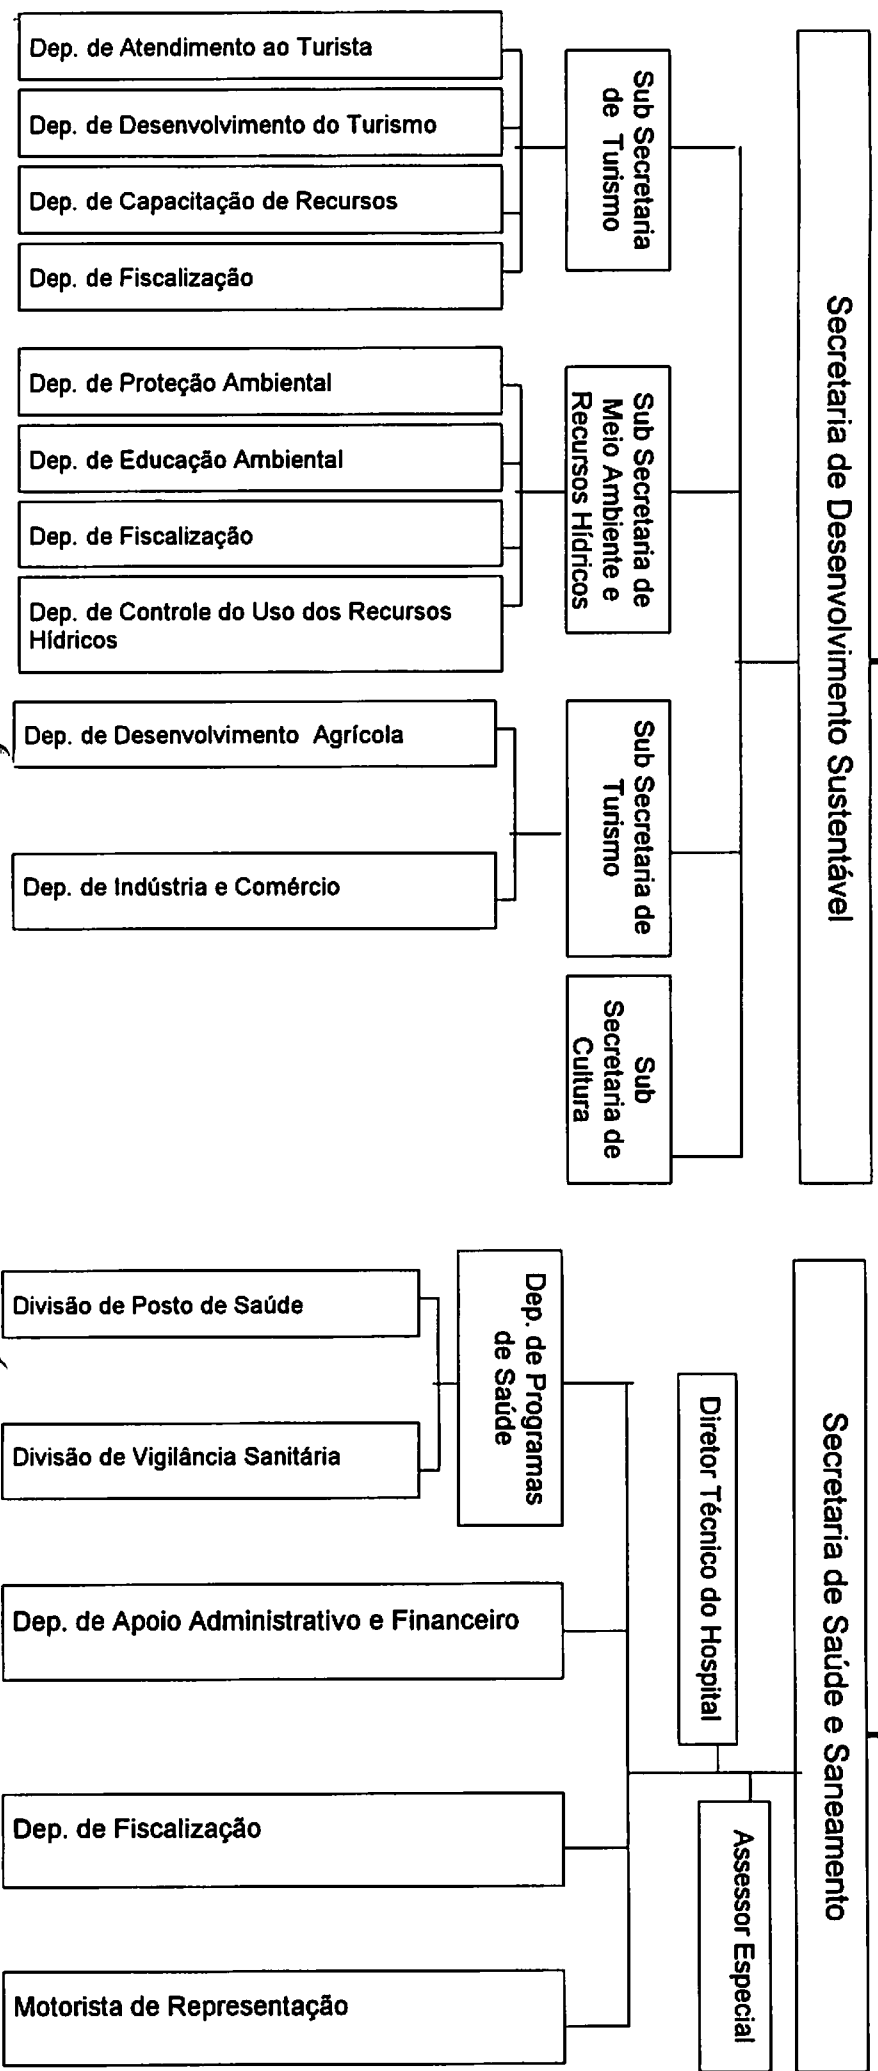 Secretaria de Desenvolvimento Sustentável
Sub Secretaria
de Turismo
Dep. de Atendimento ao Turista
Dep. de Desenvolvimento do Turismo
Dep. de Capacitação de Recursos
Dep. de Fiscalização
Sub Secretaria de
Meio Ambiente e
Recursos Hídricos
Dep. de Proteção Ambiental
Dep. de Educação Ambiental
Dep. de Fiscalização
Dep. de Controle do Uso dos Recursos
Hídricos
Sub Secretaria de
Turismo
Dep. de Desenvolvimento Agrícola
Dep. de Indústria e Comércio
Sub
Secretaria de
Cultura
Secretaria de Saúde e Saneamento
Diretor Técnico do Hospital
Assessor Especial
Dep. de Programas
de Saúde
Divisão de Posto de Saúde
Divisão de Vigilância Sanitária
Dep. de Apoio Administrativo e Financeiro
Dep. de Fiscalização
Motorista de Representação